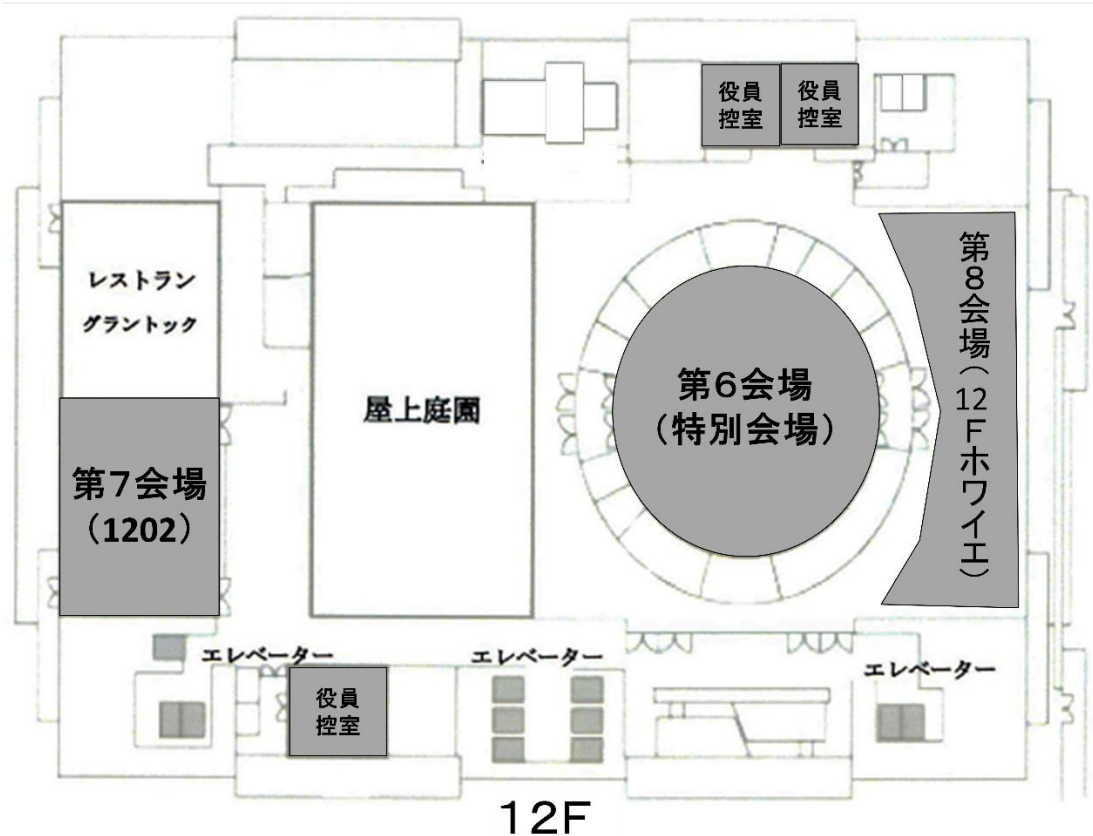 役員
控室
役員
控室
レストラン
グラントック
第7会場
(1202)
屋上庭園
第6会場
(特別会場)
第8会場(12Fホワイエ)
エレベーター
エレベーター
エレベーター
役員
控室
12F